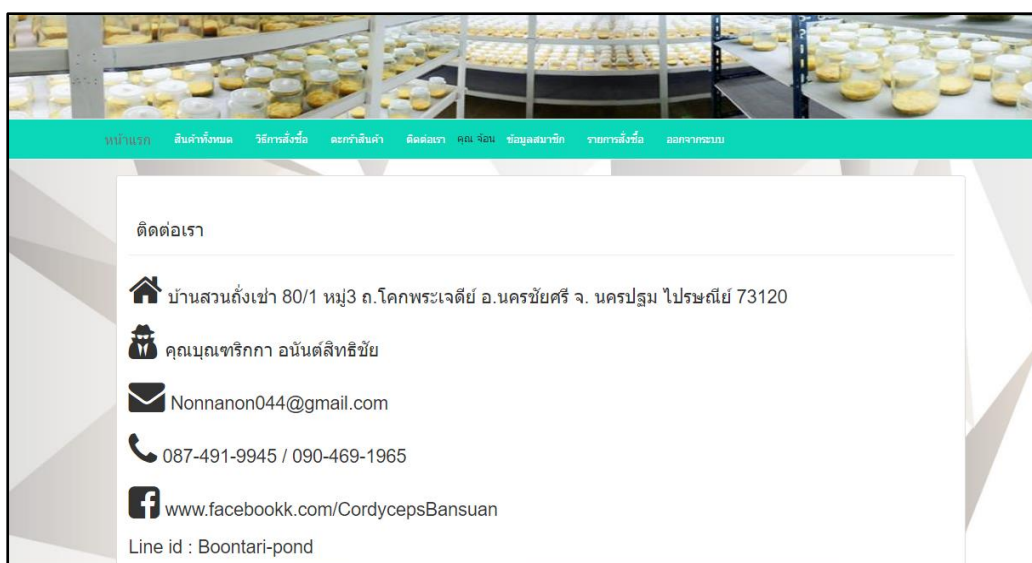 หน้าแรก สินค้าทั้งหมด วิธีการสั่งซื้อ ตะกร้าสินค้า ติดต่อเรา คุณ จ๋อน ข้อมูลสมาชิก รายการสั่งซื้อ ออกจากระบบ
ติดต่อเรา
บ้านสวนถั่งเช่า 80/1 หมู่3 ถ.โคกพระเจดีย์ อ.นครชัยศรี จ. นครปฐม ไปรษณีย์ 73120
คุณบุณฑริกกา อนันต์สิทธิชัย
Nonnanon044@gmail.com
087-491-9945 / 090-469-1965
www.facebookk.com/CordycepsBansuan
Line id : Boontari-pond